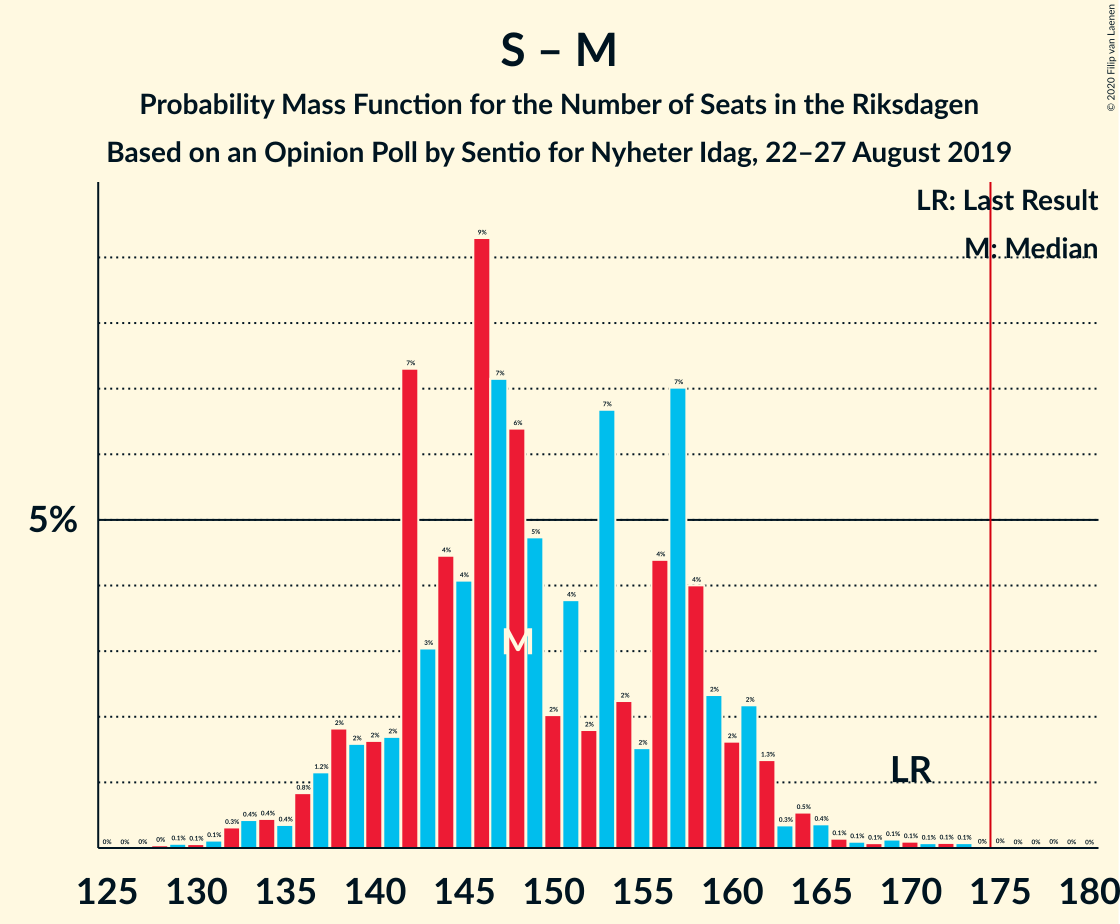 S – M
Probability Mass Function for the Number of Seats in the Riksdagen
Based on an Opinion Poll by Sentio for Nyheter Idag, 22–27 August 2019
© 2020 Filip van Laenen
LR: Last Result
M: Median
5%
0% 0% 0% 0% 0.1% 0.1% 0.1% 0.3% 0.4% 0.4% 0.4% 0.8% 1.2% 2% 2% 2% 2% 7% 3% 4% 4% 9% 7% 6% 5% 2% 4% 2% 7% 2% 2% 4% 7% 4% 2% 2% 2% 1.3% 0.3% 0.5% 0.4% 0.1% 0.1% 0.1% 0.1% 0.1% 0.1% 0.1% 0.1% 0% 0% 0% 0% 0% 0% 0%
M
LR
125 130 135 140 145 150 155 160 165 170 175 180